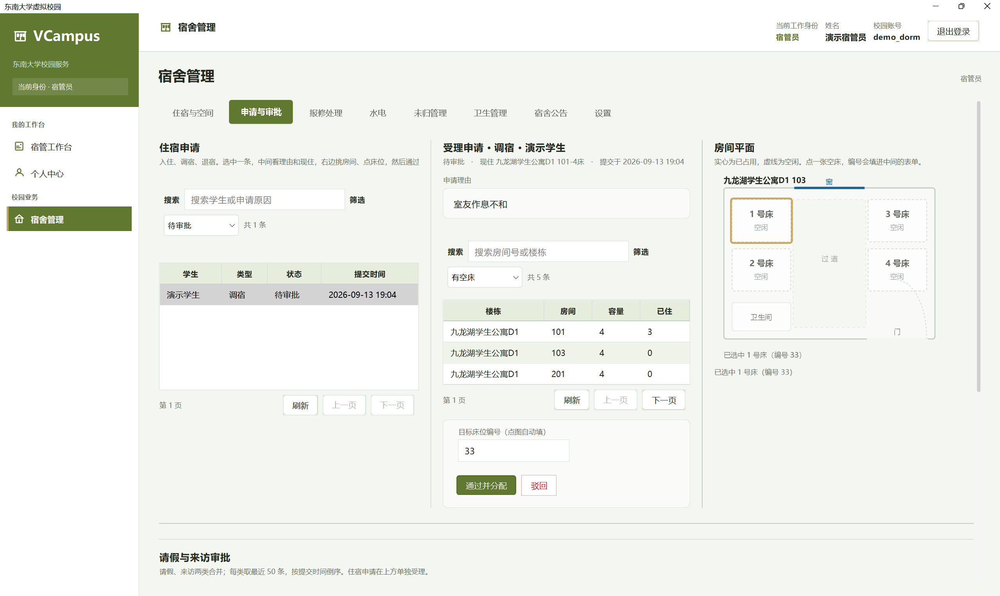 东南大学虚拟校园
VCampus
东南大学校园服务
当前身份 · 宿管员
我的工作台
宿管工作台
个人中心
校园业务
宿舍管理
宿舍管理
当前工作身份 姓名 校园账号
宿管员 演示宿管员 demo_dorm
退出登录
宿舍管理
宿管员
住宿与空间 申请与审批 报修处理 水电 未归管理 卫生管理 宿舍公告 设置
住宿申请
入住、调宿、退宿。选中一条，中间看理由和现住，右边挑房间、点床位，然后通过
搜索 搜索学生或申请原因 筛选
待审批 共 1 条
学生 类型 状态 提交时间
演示学生 调宿 待审批 2026-09-13 19:04
第 1 页 刷新 上一页 下一页
受理申请 · 调宿 · 演示学生
待审批 · 现住 九龙湖学生公寓D1 101-4床 · 提交于 2026-09-13 19:04
申请理由
室友作息不和
搜索 搜索房间号或楼栋 筛选
有空床 共 5 条
楼栋 房间 容量 已住
九龙湖学生公寓D1 101 4 3
九龙湖学生公寓D1 103 4 0
九龙湖学生公寓D1 201 4 0
第 1 页 刷新 上一页 下一页
目标床位编号（点图自动填）
33
通过并分配 驳回
房间平面
实心为已占用，虚线为空闲。点一张空床，编号会填进中间的表单。
九龙湖学生公寓D1 103 窗
1 号床
空闲
3 号床
空闲
过 道
2 号床
空闲
4 号床
空闲
卫生间
门
已选中 1 号床（编号 33）
已选中 1 号床（编号 33）
请假与来访审批
请假、来访两类合并；每类取最近 50 条，按提交时间倒序。住宿申请在上方单独受理。